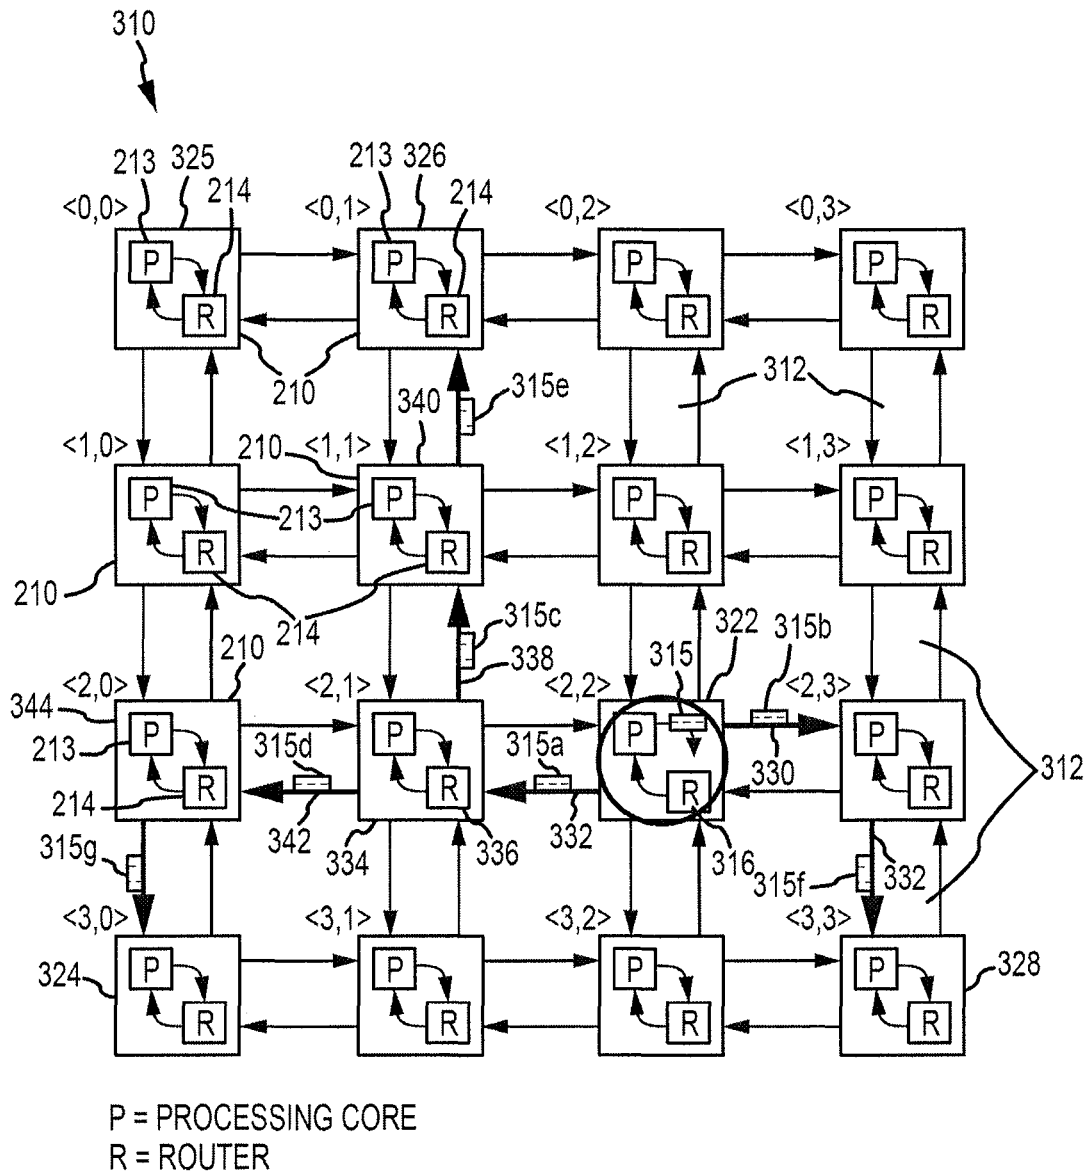 310
213 325 213 326
<0,0> 214 <0,1> 214 <0,2> <0,3>
P P P P
R R R R
210
312
315e
340
<1,0> 210 <1,1> <1,2> <1,3>
P P P P
213
R R R R
210
214
315c
338
322
315
315b
210
<2,0> <2,1> <2,2> <2,3>
344
213 P P P P
315d 315a 330 312
214 R R R R
342 334 336 332 316 332
315g 315f
<3,0> <3,1> <3,2> <3,3>
324 P P P P 328
R R R R
P = PROCESSING CORE
R = ROUTER